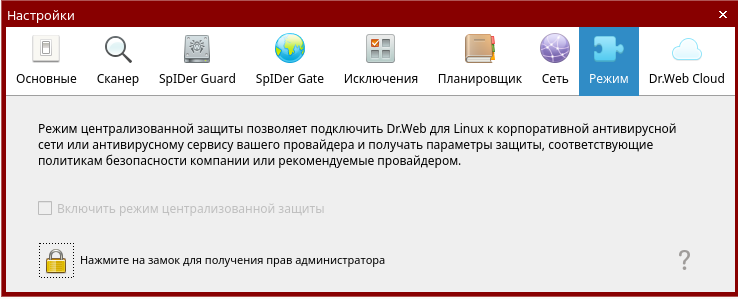 Настройки
Основные Сканер SpIDer Guard SpIDer Gate Исключения Планировщик Сеть Режим Dr.Web Cloud
Режим централизованной защиты позволяет подключить Dr.Web для Linux к корпоративной антивирусной
сети или антивирусному сервису вашего провайдера и получать параметры защиты, соответствующие
политикам безопасности компании или рекомендуемые провайдером.
Включить режим централизованной защиты
Нажмите на замок для получения прав администратора
?